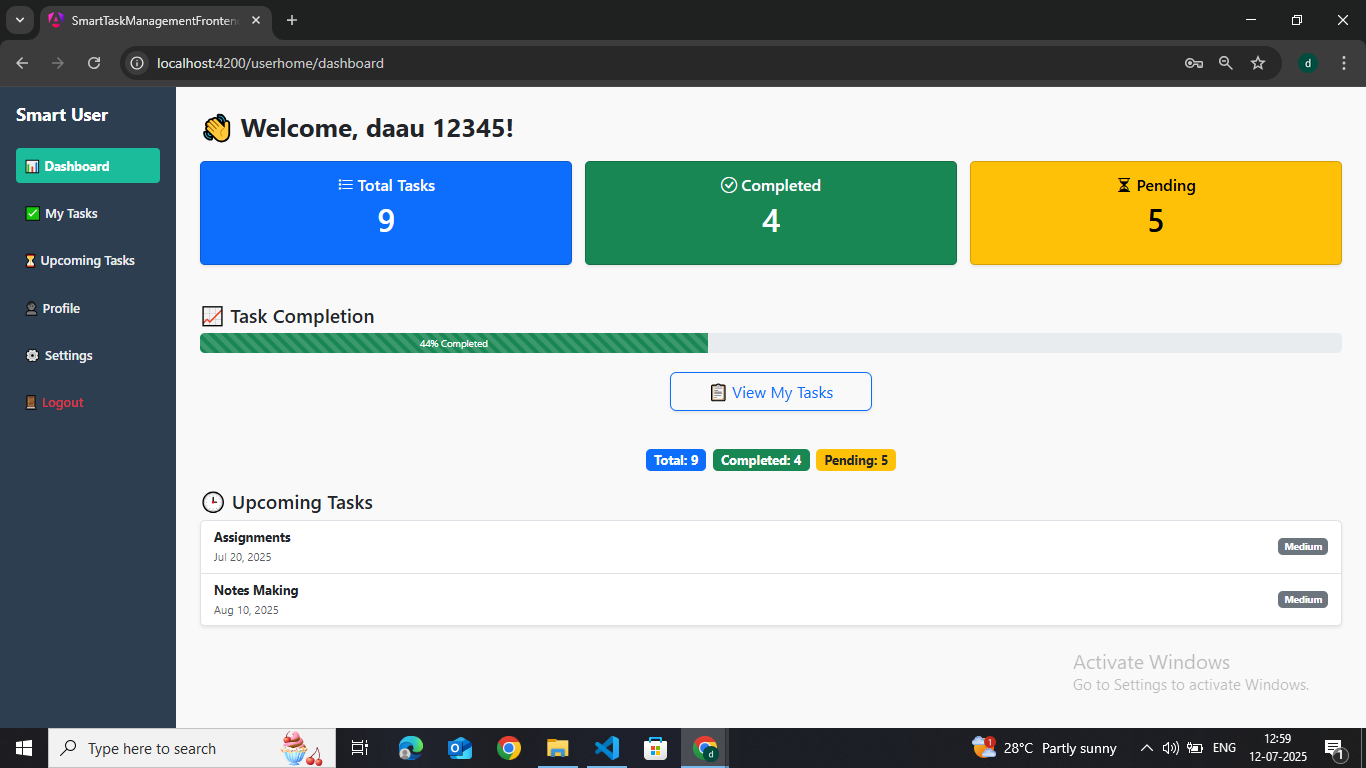 SmartTaskManagementFronten
localhost:4200/userhome/dashboard
d
Smart User
Dashboard
My Tasks
Upcoming Tasks
Profile
Settings
Logout
Welcome, daau 12345!
Total Tasks
9
Completed
4
Pending
5
Task Completion
44% Completed
View My Tasks
Total: 9 Completed: 4 Pending: 5
Upcoming Tasks
Assignments
Jul 20, 2025
Medium
Notes Making
Aug 10, 2025
Medium
Activate Windows
Go to Settings to activate Windows.
Type here to search
1
28°C Partly sunny
ENG
12:59
12-07-2025
1